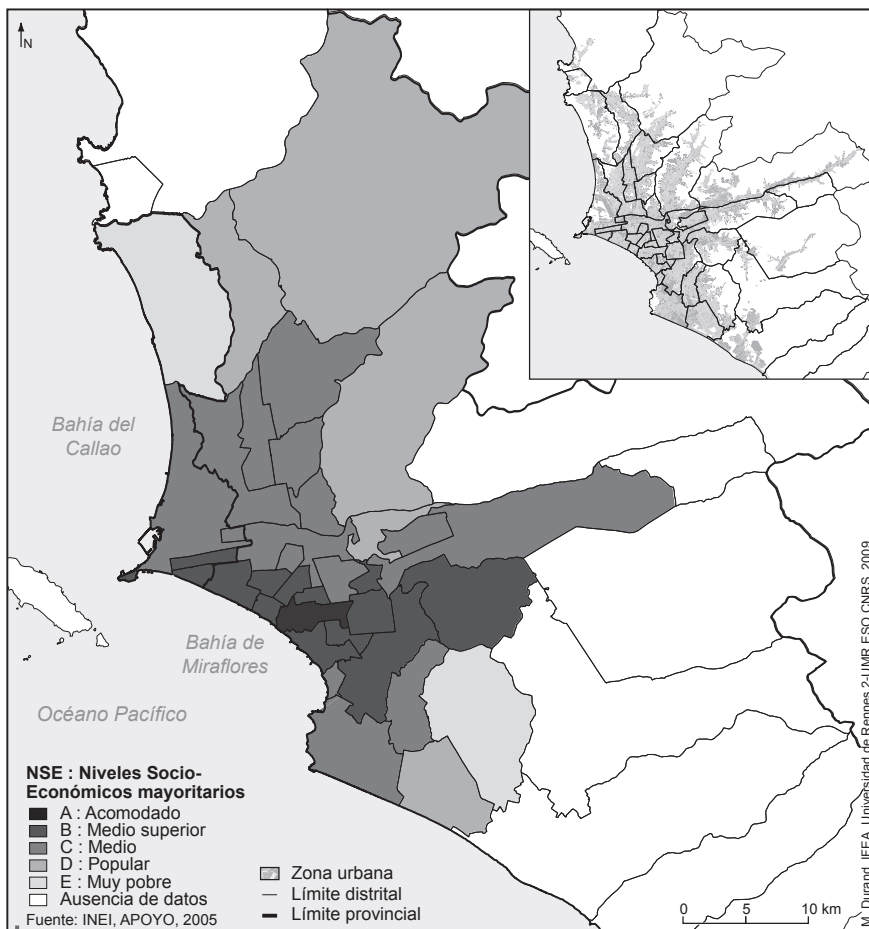 N
Bahía del
Callao
Bahía de
Miraflores
Océano Pacífico
NSE : Niveles Socio-
Económicos mayoritarios
A : Acomodado
B : Medio superior
C : Medio
D : Popular
E : Muy pobre
Ausencia de datos
Fuente: INEI, APOYO, 2005
Zona urbana
Límite distrital
Límite provincial
0 5 10 km
M. Durand, IFEA, Universidad de Rennes 2-UMR ESO CNRS, 2009